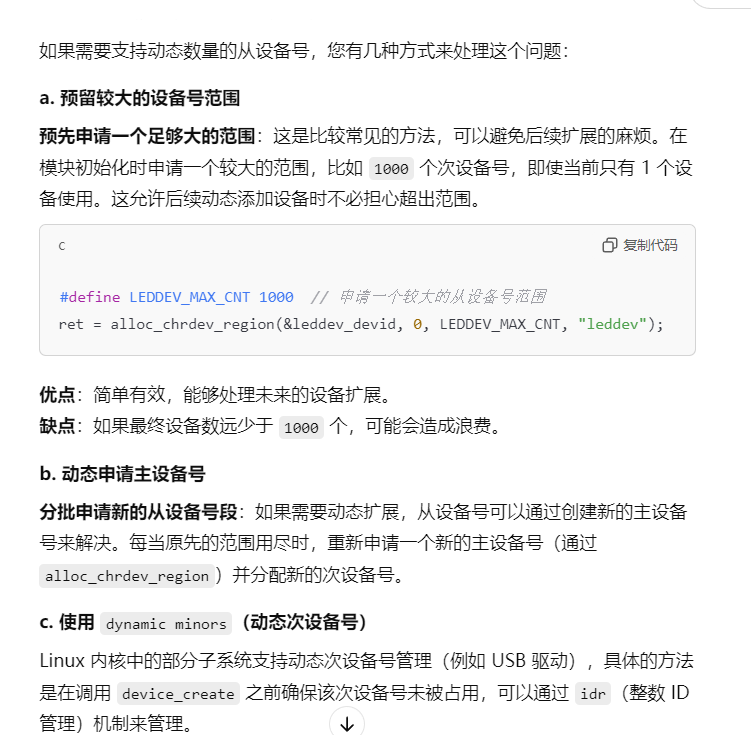 如果需要支持动态数量的从设备号，您有几种方式来处理这个问题：
a. 预留较大的设备号范围
预先申请一个足够大的范围：这是比较常见的方法，可以避免后续扩展的麻烦。在
模块初始化时申请一个较大的范围，比如 1000 个次设备号，即使当前只有 1 个设
备使用。这允许后续动态添加设备时不必担心超出范围。
c 复制代码
#define LEDDEV_MAX_CNT 1000  // 申请一个较大的从设备号范围
ret = alloc_chrdev_region(&leddev_devid, 0, LEDDEV_MAX_CNT, "leddev");
优点：简单有效，能够处理未来的设备扩展。
缺点：如果最终设备数远少于 1000 个，可能会造成浪费。
b. 动态申请主设备号
分批申请新的从设备号段：如果需要动态扩展，从设备号可以通过创建新的主设备
号来解决。每当原先的范围用尽时，重新申请一个新的主设备号（通过
alloc_chrdev_region）并分配新的次设备号。
c. 使用 dynamic minors（动态次设备号）
Linux 内核中的部分子系统支持动态次设备号管理（例如 USB 驱动），具体的方法
是在调用 device_create 之前确保该次设备号未被占用，可以通过 idr（整数 ID
管理）机制来管理。